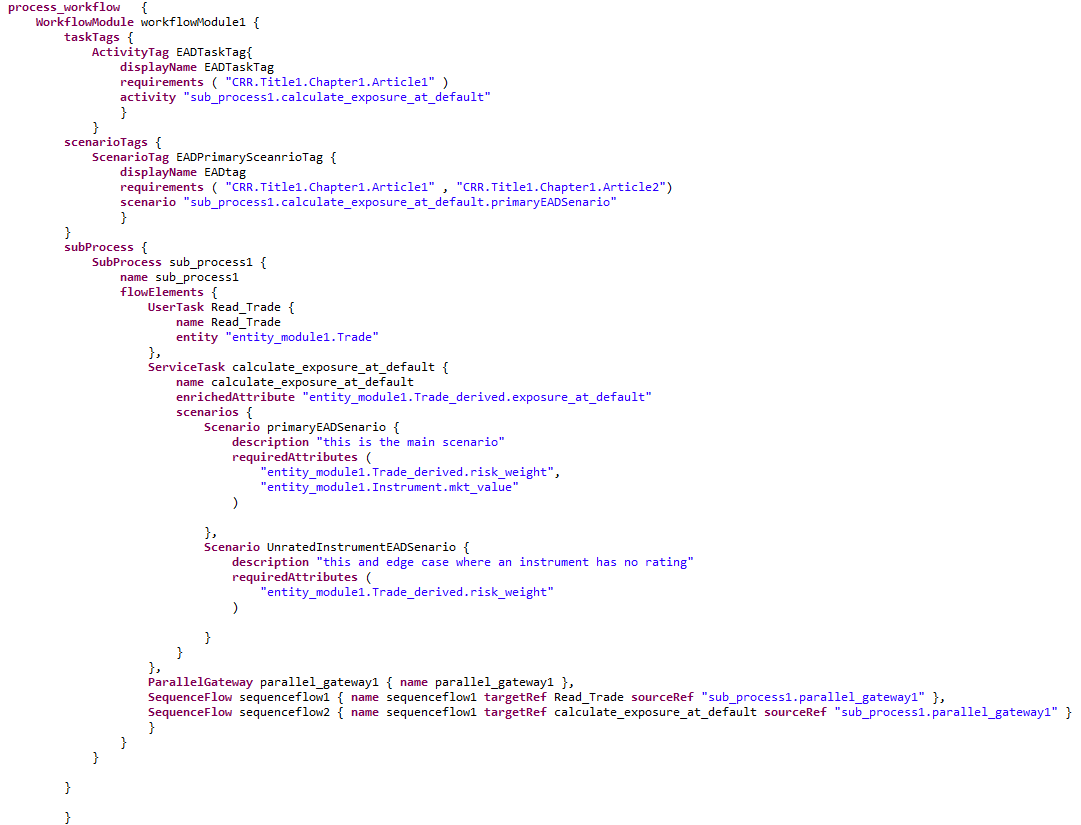 process_workflow   {
    WorkflowModule workflowModule1 {
        taskTags {
            ActivityTag EADTaskTag{
                displayName EADTaskTag
                requirements ( "CRR.Title1.Chapter1.Article1" )
                activity "sub_process1.calculate_exposure_at_default"
                }
            }
        scenarioTags {
            ScenarioTag EADPrimarySceanrioTag {
                displayName EADtag
                requirements ( "CRR.Title1.Chapter1.Article1" , "CRR.Title1.Chapter1.Article2")
                scenario "sub_process1.calculate_exposure_at_default.primaryEADSenario"
                }
        }
        subProcess {
            SubProcess sub_process1 {
                name sub_process1
                flowElements {
                    UserTask Read_Trade {
                        name Read_Trade
                        entity "entity_module1.Trade"
                    },
                    ServiceTask calculate_exposure_at_default {
                        name calculate_exposure_at_default
                        enrichedAttribute "entity_module1.Trade_derived.exposure_at_default"
                        scenarios {
                            Scenario primaryEADSenario {
                                description "this is the main scenario"
                                requiredAttributes (
                                    "entity_module1.Trade_derived.risk_weight",
                                    "entity_module1.Instrument.mkt_value"
                                )
                            },
                            Scenario UnratedInstrumentEADSenario {
                                description "this and edge case where an instrument has no rating"
                                requiredAttributes (
                                    "entity_module1.Trade_derived.risk_weight"
                                )
                            }
                        }
                    },
                    ParallelGateway parallel_gateway1 { name parallel_gateway1 },
                    SequenceFlow sequenceflow1 { name sequenceflow1 targetRef Read_Trade sourceRef "sub_process1.parallel_gateway1" },
                    SequenceFlow sequenceflow2 { name sequenceflow1 targetRef calculate_exposure_at_default sourceRef "sub_process1.parallel_gateway1" }
                    }
                }
            }
        }
        }